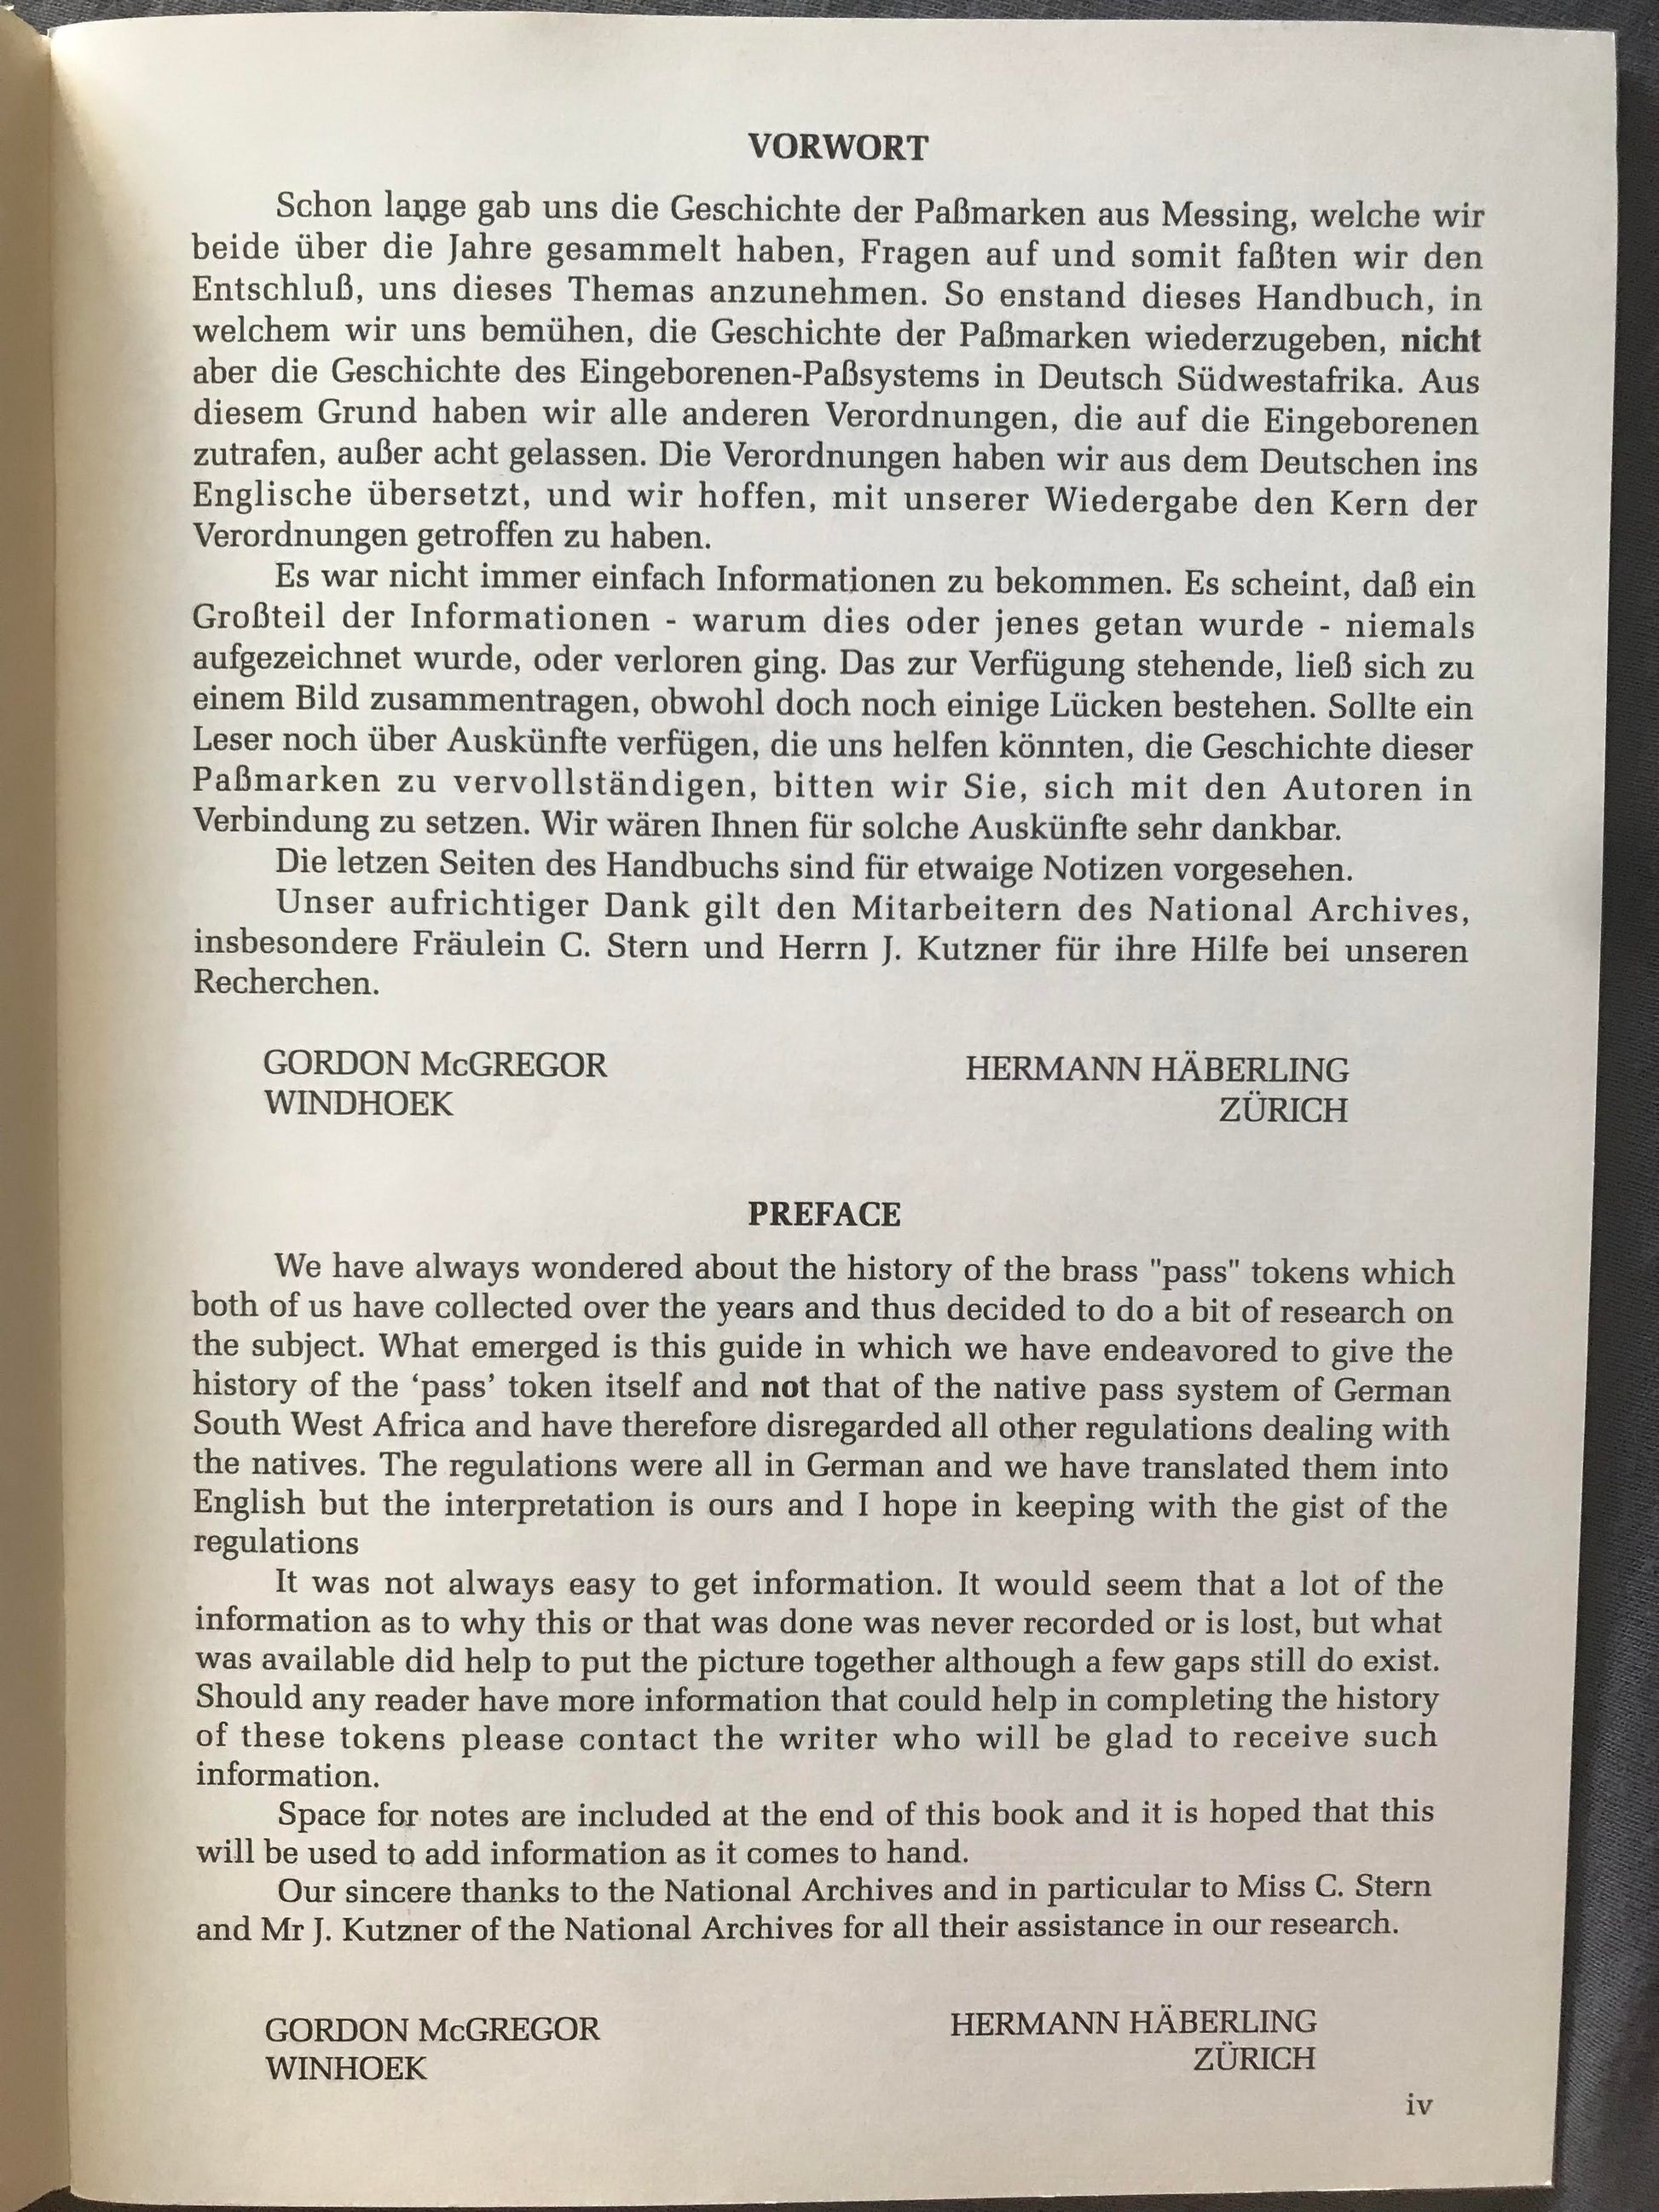 VORWORT
Schon lange gab uns die Geschichte der Paßmarken aus Messing, welche wir
beide über die Jahre gesammelt haben, Fragen auf und somit faßten wir den
Entschluß, uns dieses Themas anzunehmen. So enstand dieses Handbuch, in
welchem wir uns bemühen, die Geschichte der Paßmarken wiederzugeben, nicht
aber die Geschichte des Eingeborenen-Paßsystems in Deutsch Südwestafrika. Aus
diesem Grund haben wir alle anderen Verordnungen, die auf die Eingeborenen
zutrafen, außer acht gelassen. Die Verordnungen haben wir aus dem Deutschen ins
Englische übersetzt, und wir hoffen, mit unserer Wiedergabe den Kern der
Verordnungen getroffen zu haben.
Es war nicht immer einfach Informationen zu bekommen. Es scheint, daß ein
Großteil der Informationen - warum dies oder jenes getan wurde - niemals
aufgezeichnet wurde, oder verloren ging. Das zur Verfügung stehende, ließ sich zu
einem Bild zusammentragen, obwohl doch noch einige Lücken bestehen. Sollte ein
Leser noch über Auskünfte verfügen, die uns helfen könnten, die Geschichte dieser
Paßmarken zu vervollständigen, bitten wir Sie, sich mit den Autoren in
Verbindung zu setzen. Wir wären Ihnen für solche Auskünfte sehr dankbar.
Die letzen Seiten des Handbuchs sind für etwaige Notizen vorgesehen.
Unser aufrichtiger Dank gilt den Mitarbeitern des National Archives,
insbesondere Fräulein C. Stern und Herrn J. Kutzner für ihre Hilfe bei unseren
Recherchen.
GORDON McGREGOR HERMANN HÄBERLING
WINDHOEK ZÜRICH
PREFACE
We have always wondered about the history of the brass "pass" tokens which
both of us have collected over the years and thus decided to do a bit of research on
the subject. What emerged is this guide in which we have endeavored to give the
history of the ‘pass’ token itself and not that of the native pass system of German
South West Africa and have therefore disregarded all other regulations dealing with
the natives. The regulations were all in German and we have translated them into
English but the interpretation is ours and I hope in keeping with the gist of the
regulations
It was not always easy to get information. It would seem that a lot of the
information as to why this or that was done was never recorded or is lost, but what
was available did help to put the picture together although a few gaps still do exist.
Should any reader have more information that could help in completing the history
of these tokens please contact the writer who will be glad to receive such
information.
Space for notes are included at the end of this book and it is hoped that this
will be used to add information as it comes to hand.
Our sincere thanks to the National Archives and in particular to Miss C. Stern
and Mr J. Kutzner of the National Archives for all their assistance in our research.
GORDON McGREGOR HERMANN HÄBERLING
WINHOEK ZÜRICH
iv